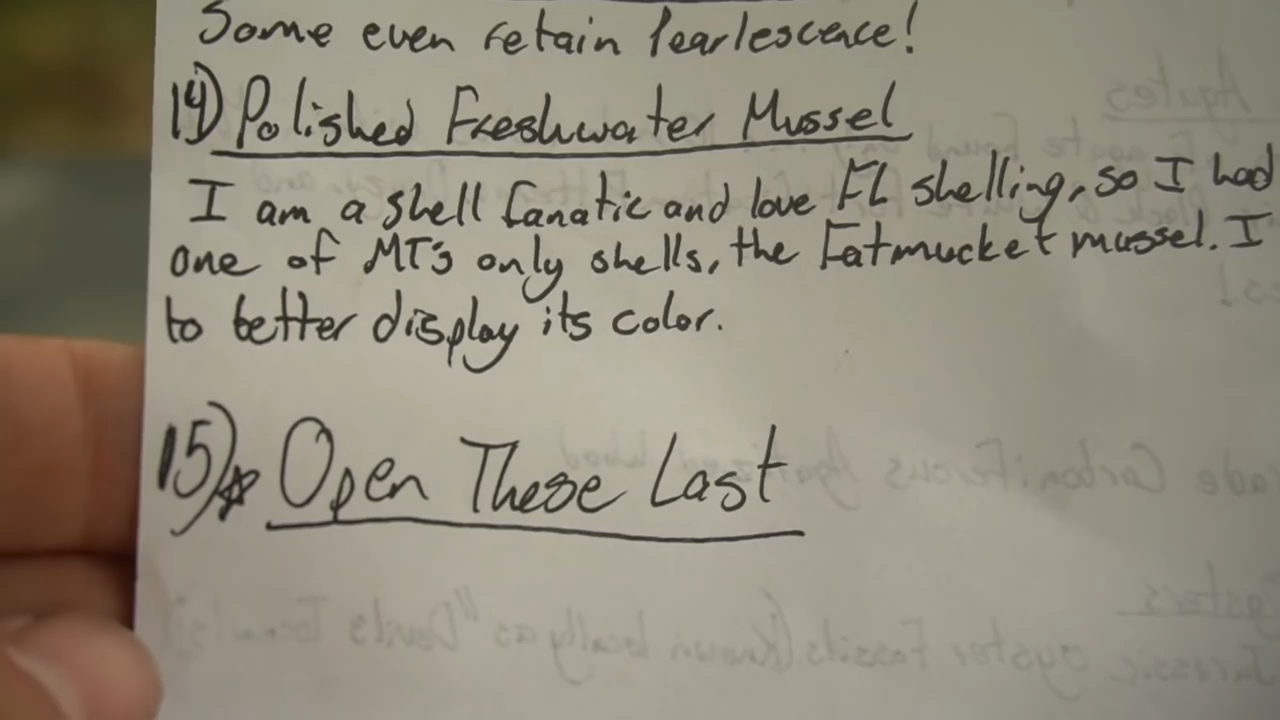 Some even retain Pearlescence!
14) Polished Freshwater Mussel
I am a shell fanatic and love FL shelling, so I had
one of MT's only shells, the Fatmucket mussel. I
to better display its color.
15)☆ Open These Last